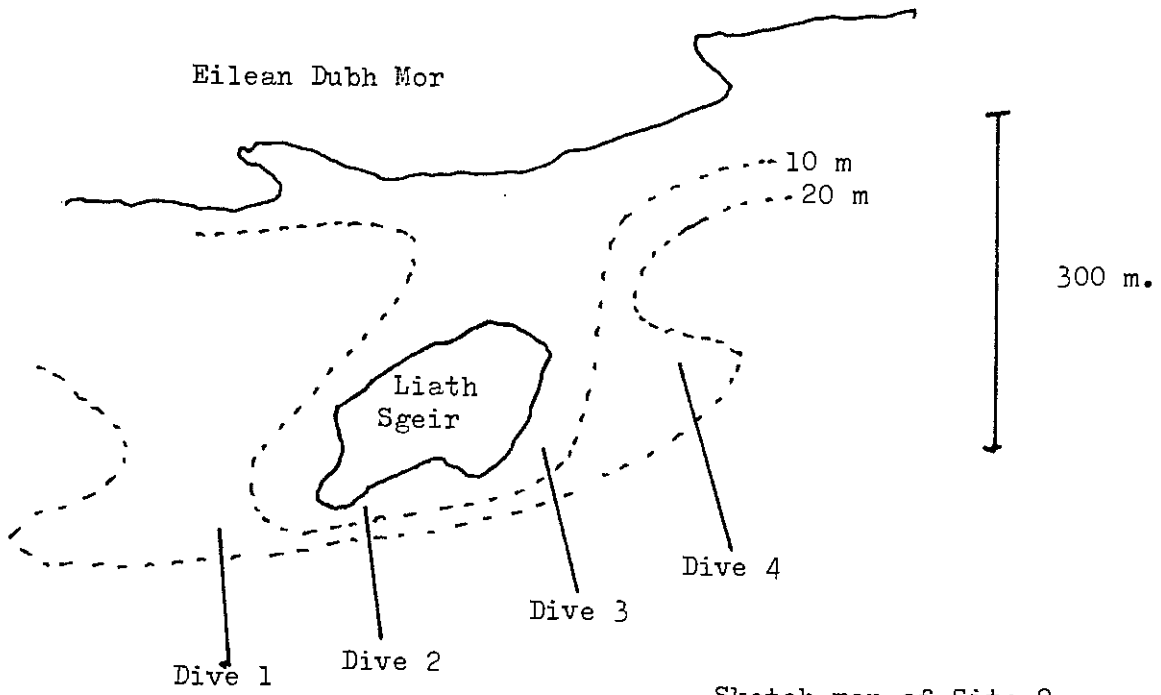 Eilean Dubh Mor
10 m
20 m
300 m.
Liath
Sgeir
Dive 4
Dive 3
Dive 2
Dive 1